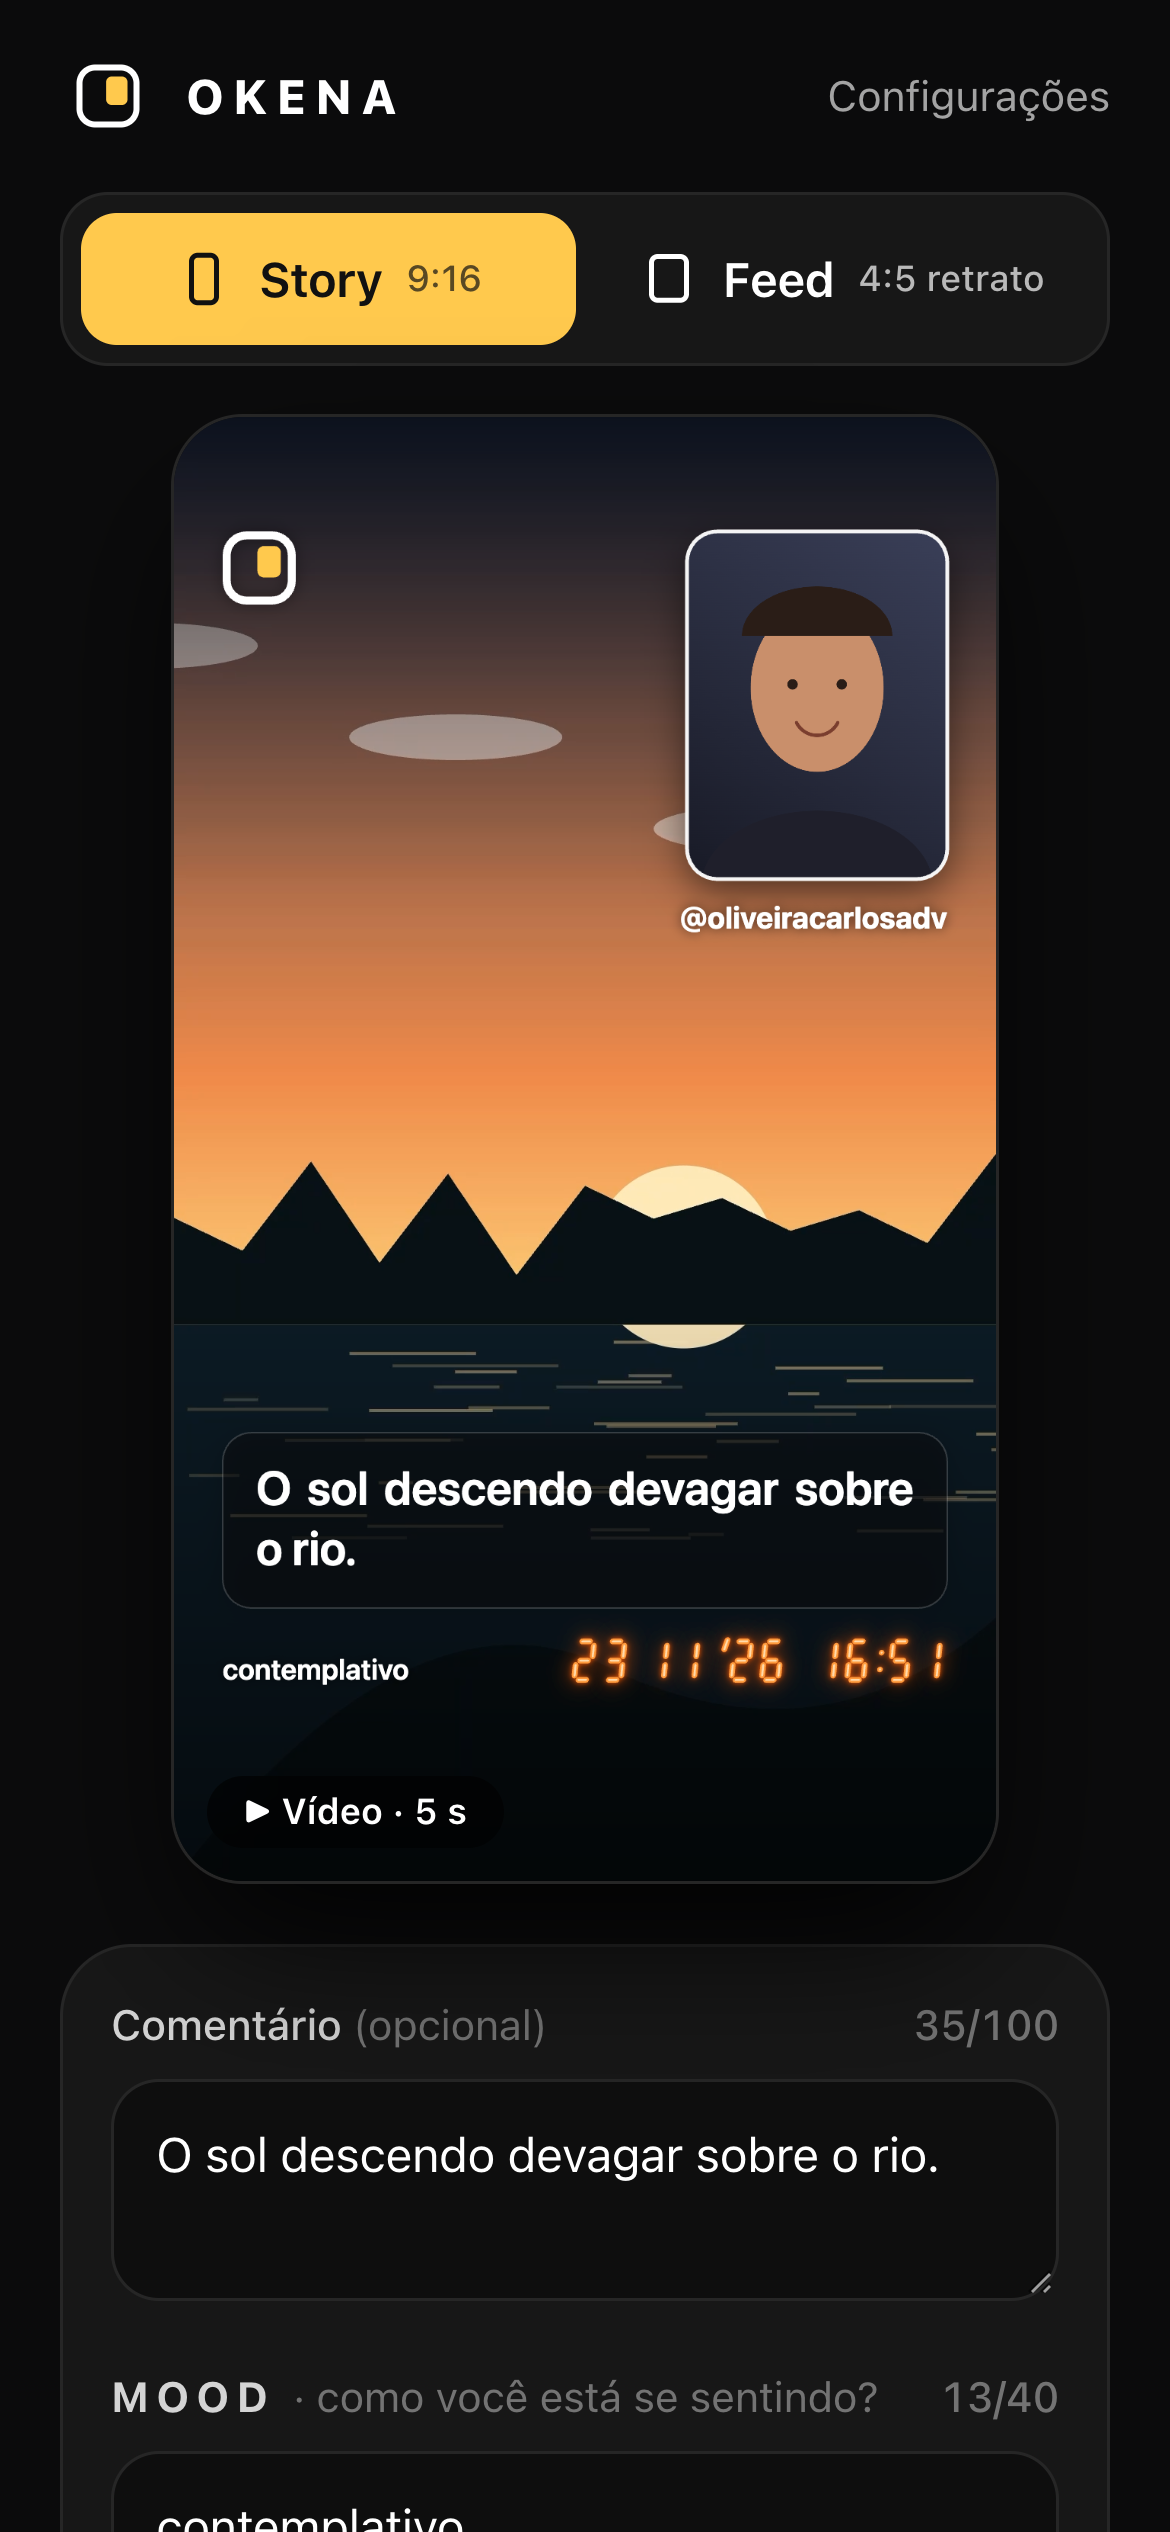 OKENA
Configurações
Story 9:16
Feed 4:5 retrato
@oliveiracarlosadv
O sol descendo devagar sobre
o rio.
contemplativo
23 11 '26 16:51
Vídeo · 5 s
Comentário (opcional)
35/100
O sol descendo devagar sobre o rio.
MOOD · como você está se sentindo?
13/40
contemplativo